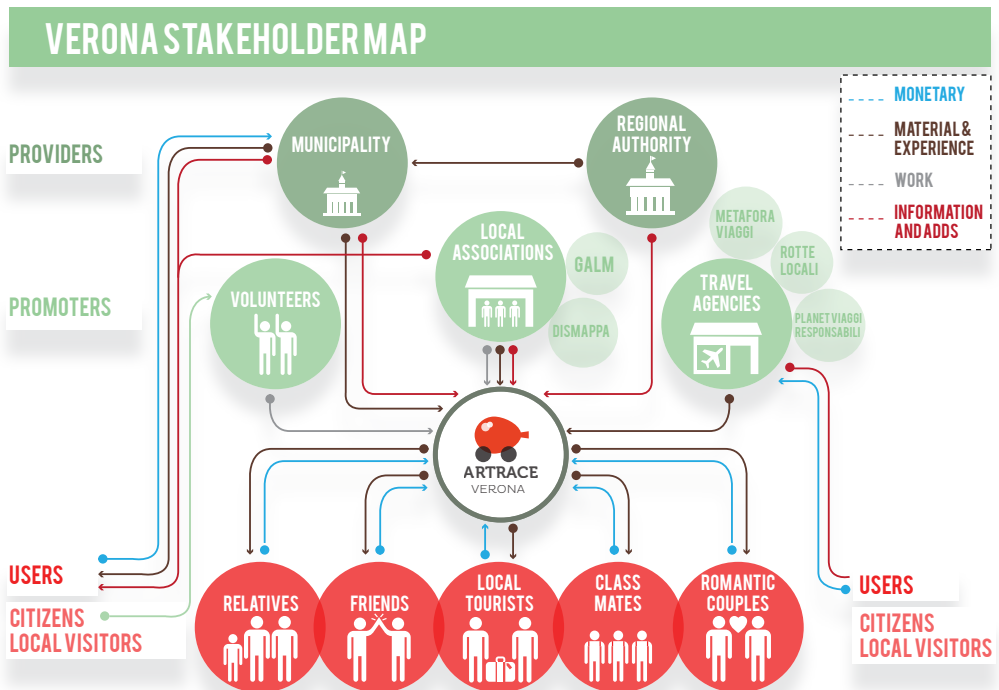 VERONA STAKEHOLDER MAP
MONETARY
MATERIAL &
EXPERIENCE
WORK
INFORMATION
AND ADDS
PROVIDERS
MUNICIPALITY
REGIONAL
AUTHORITY
PROMOTERS
VOLUNTEERS
LOCAL
ASSOCIATIONS
GALM
DISMAPPA
TRAVEL
AGENCIES
METAFORA
VIAGGI
ROTTE
LOCALI
PLANET VIAGGI
RESPONSABILI
ARTRACE
VERONA
USERS
CITIZENS
LOCAL VISITORS
RELATIVES
FRIENDS
LOCAL
TOURISTS
CLASS
MATES
ROMANTIC
COUPLES
USERS
CITIZENS
LOCAL VISITORS